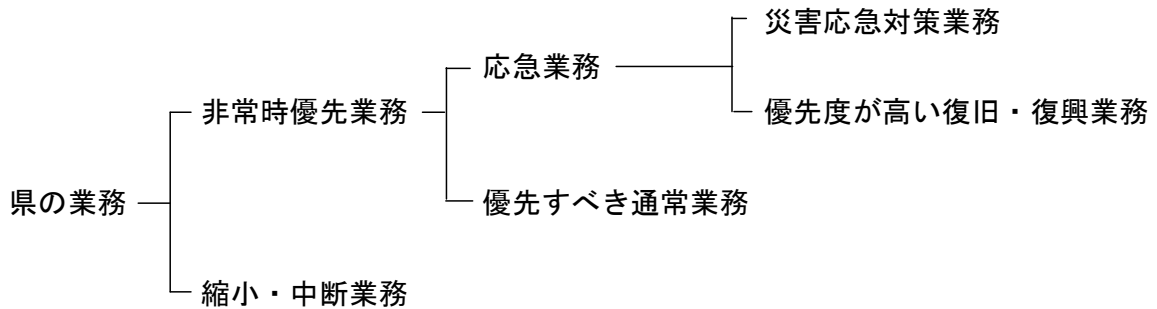 災害応急対策業務
応急業務
非常時優先業務
優先度が高い復旧・復興業務
県の業務
優先すべき通常業務
縮小・中断業務